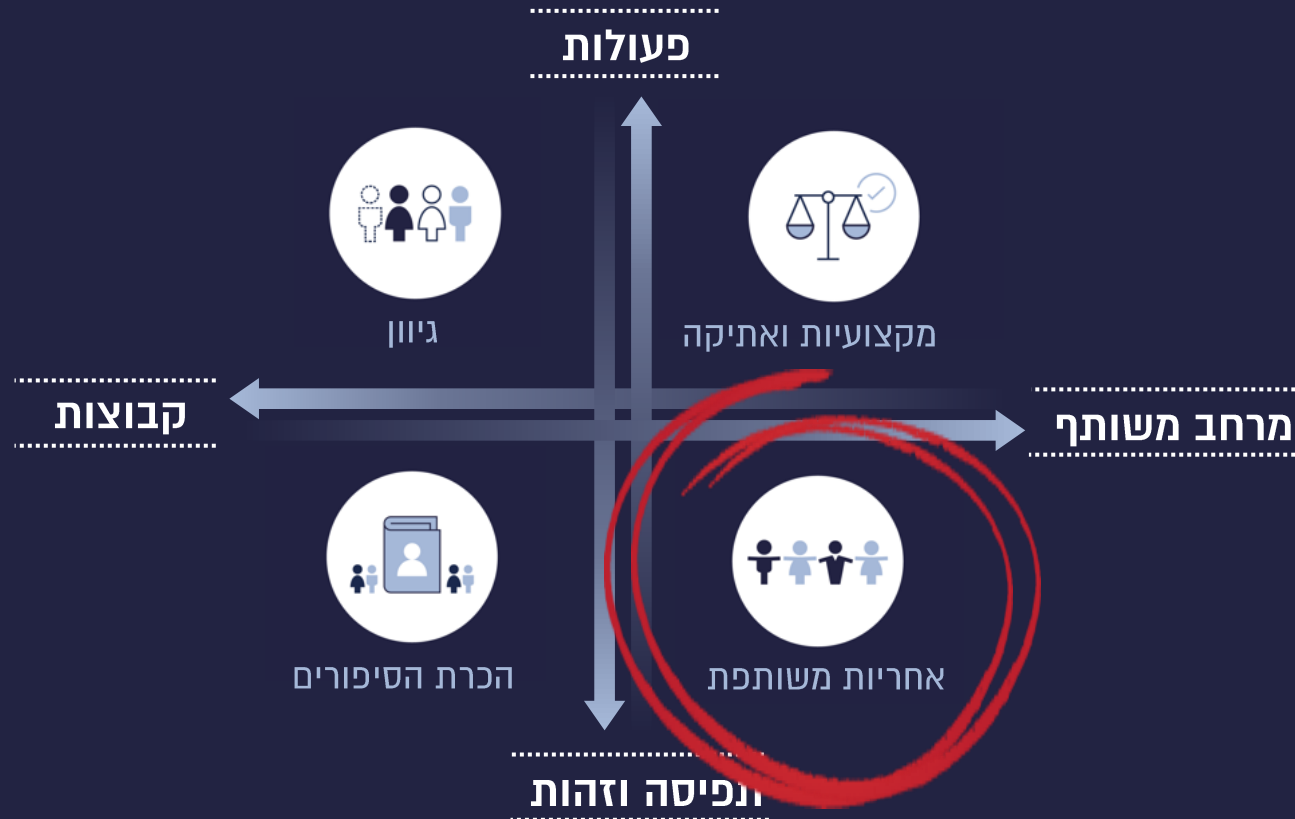 פעולות
מקצועיות ואתיקה
גיוון
מרחב משותף
קבוצות
אחריות משותפת
הכרת הסיפורים
תפיסה וזהות